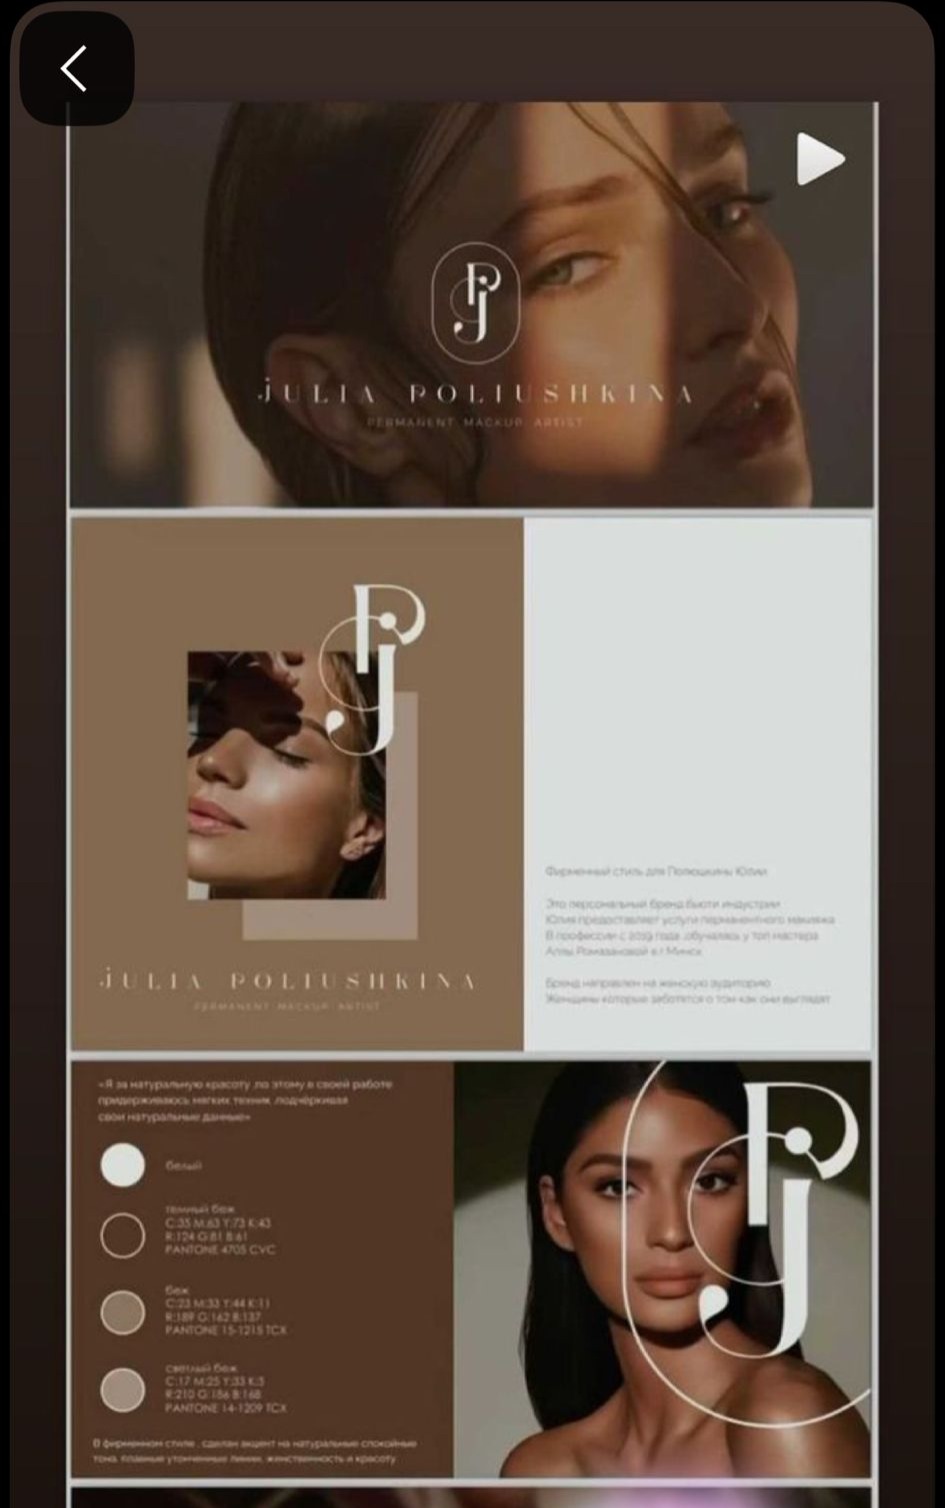 PJ
JULIA POLIUSHKINA
PERMANENT MACKUP ARTIST
PJ
JULIA POLIUSHKINA
PERMANENT MACKUP ARTIST
Фирменный стиль для Полюшкины Юлии
Это персональный бренд бьюти индустрии
Юлия предоставляет услуги перманентного макияжа
В профессии с 2019 года ,обучалась у топ мастера
Аллы Ромазановой в г Минск
Бренд направлен на женскую аудиторию
Женщины которые заботятся о том как они выглядят
«Я за натуральную красоту ,по этому в своей работе
придерживаюсь мягких техник ,подчёркивая
свои натуральные данные»
белый
темный беж
C:35 M:63 Y:73 K:43
R:124 G:81 B:61
PANTONE 4705 CVC
беж
C:23 M:33 Y:44 K:11
R:189 G:162 B:137
PANTONE 15-1215 TCX
светлый беж
C:17 M:25 Y:33 K:3
R:210 G:186 B:168
PANTONE 14-1209 TCX
В фирменном стиле , сделан акцент на натуральные спокойные
тона, плавные утонченные линии, женственность и красоту
PJ